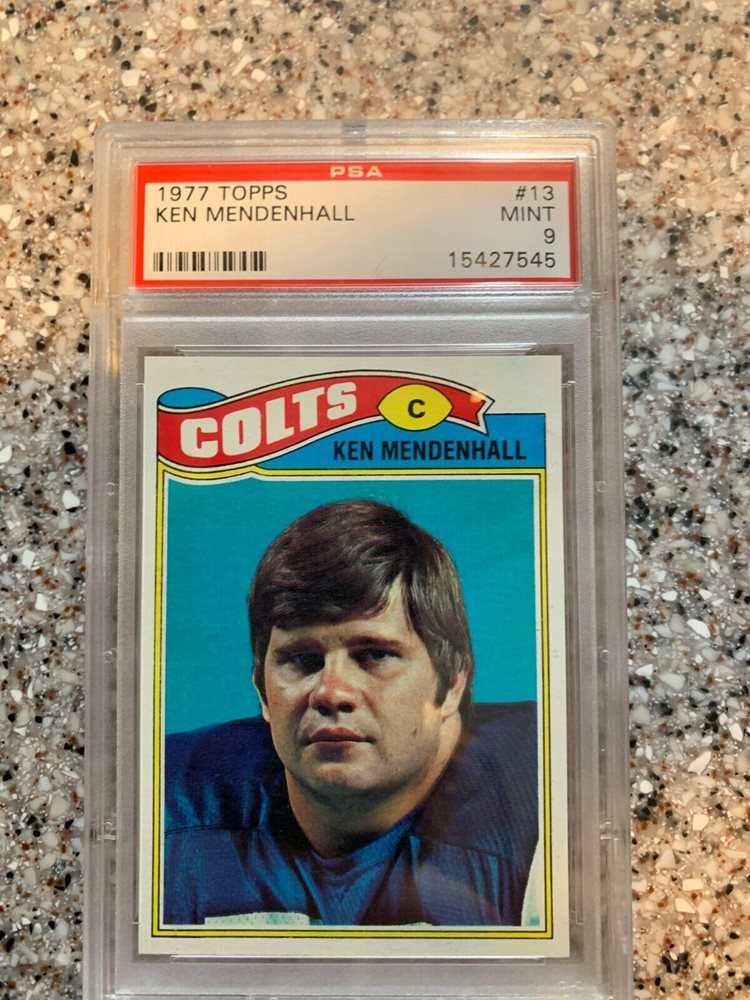 PSA
1977 TOPPS #13
KEN MENDENHALL MINT
9
15427545
COLTS C
KEN MENDENHALL